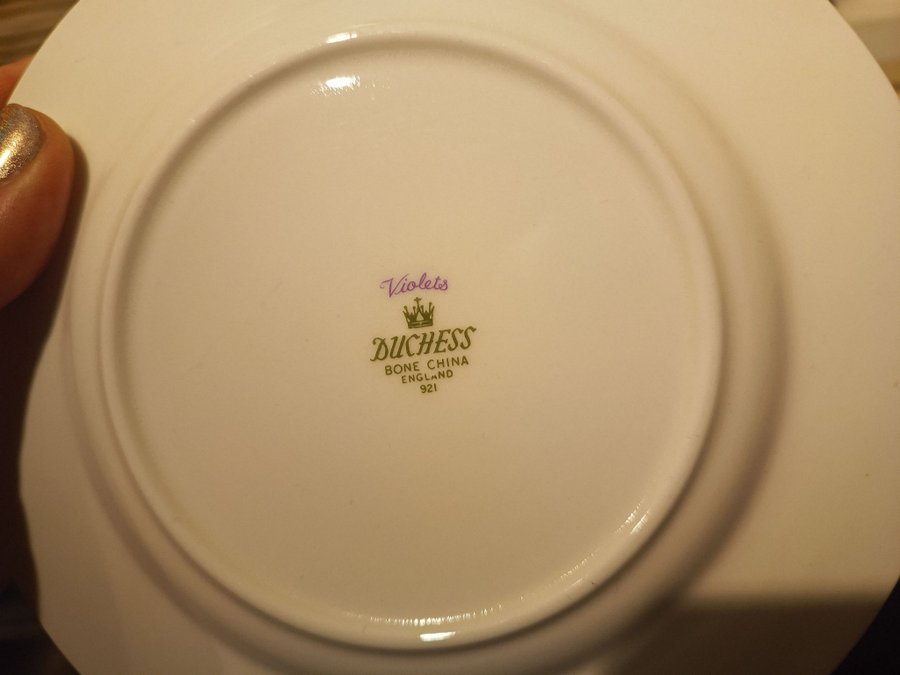 Violets
DUCHESS
BONE CHINA
ENGLAND
921